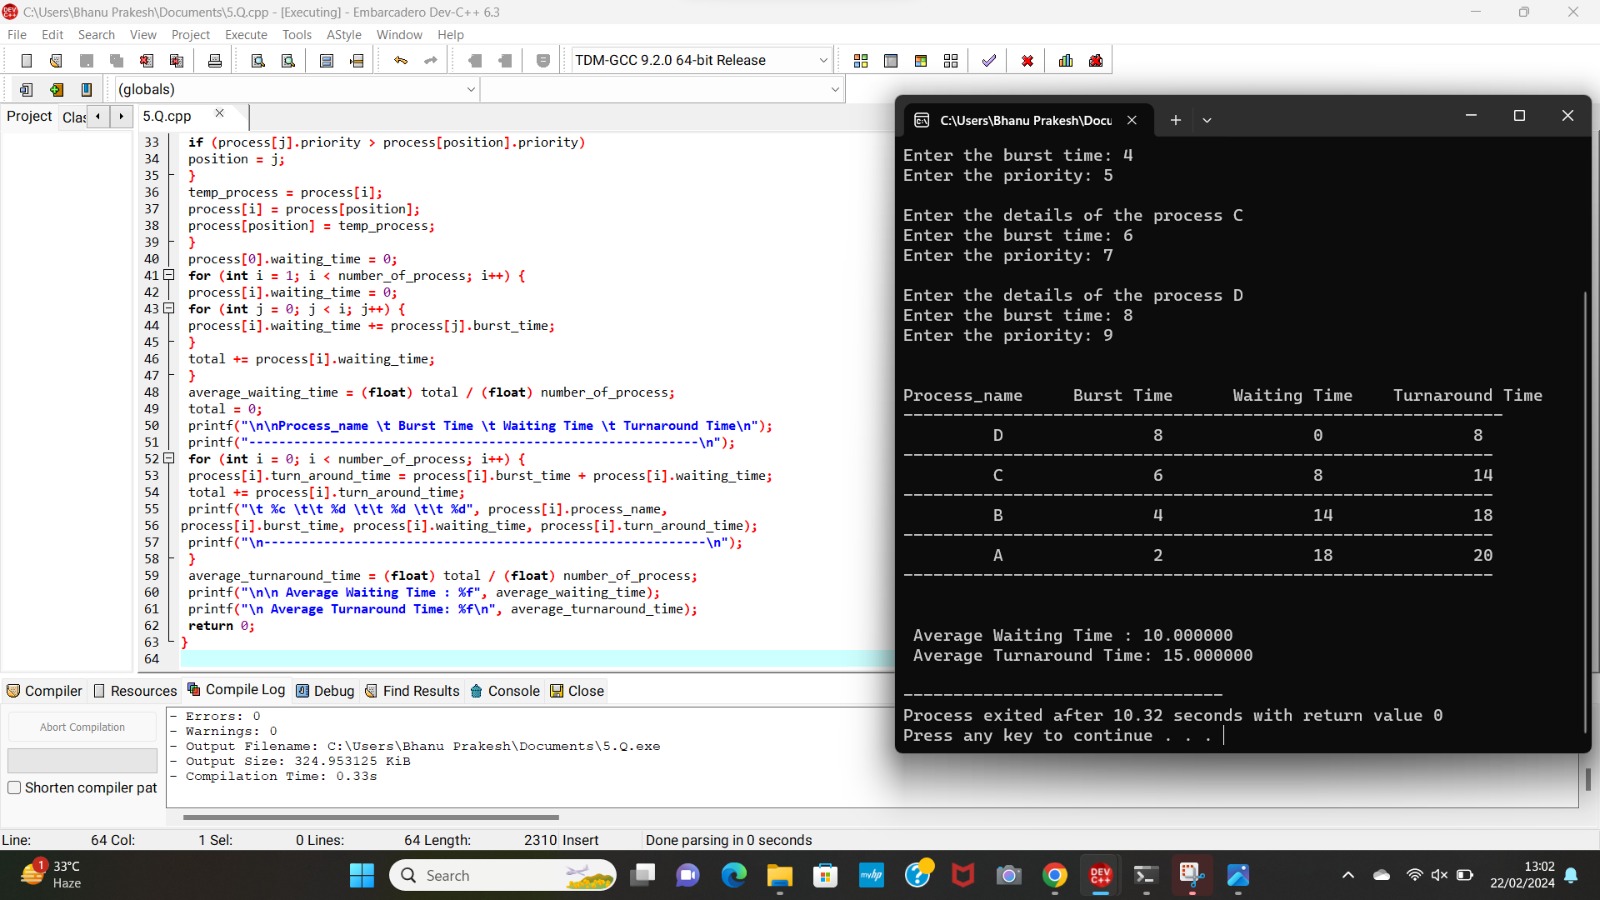 C:\Users\Bhanu Prakesh\Documents\5.Q.cpp - [Executing] - Embarcadero Dev-C++ 6.3
File Edit Search View Project Execute Tools AStyle Window Help
TDM-GCC 9.2.0 64-bit Release
(globals)
Project Clas
5.Q.cpp
33 if (process[j].priority > process[position].priority)
34 position = j;
35 }
36 temp_process = process[i];
37 process[i] = process[position];
38 process[position] = temp_process;
39 }
40 process[0].waiting_time = 0;
41 for (int i = 1; i < number_of_process; i++) {
42 process[i].waiting_time = 0;
43 for (int j = 0; j < i; j++) {
44 process[i].waiting_time += process[j].burst_time;
45 }
46 total += process[i].waiting_time;
47 }
48 average_waiting_time = (float) total / (float) number_of_process;
49 total = 0;
50 printf("\n\nProcess_name \t Burst Time \t Waiting Time \t Turnaround Time\n");
51 printf("------------------------------------------------------------\n");
52 for (int i = 0; i < number_of_process; i++) {
53 process[i].turn_around_time = process[i].burst_time + process[i].waiting_time;
54 total += process[i].turn_around_time;
55 printf("\t %c \t\t %d \t\t %d \t\t %d", process[i].process_name,
56 process[i].burst_time, process[i].waiting_time, process[i].turn_around_time);
57 printf("\n-----------------------------------------------------------\n");
58 }
59 average_turnaround_time = (float) total / (float) number_of_process;
60 printf("\n\n Average Waiting Time : %f", average_waiting_time);
61 printf("\n Average Turnaround Time: %f\n", average_turnaround_time);
62 return 0;
63 }
64
C:\Users\Bhanu Prakesh\Docu
Enter the burst time: 4
Enter the priority: 5
Enter the details of the process C
Enter the burst time: 6
Enter the priority: 7
Enter the details of the process D
Enter the burst time: 8
Enter the priority: 9
Process_name Burst Time Waiting Time Turnaround Time
------------------------------------------------------------
D 8 0 8
-----------------------------------------------------------
C 6 8 14
-----------------------------------------------------------
B 4 14 18
-----------------------------------------------------------
A 2 18 20
-----------------------------------------------------------
Average Waiting Time : 10.000000
Average Turnaround Time: 15.000000
--------------------------------
Process exited after 10.32 seconds with return value 0
Press any key to continue . . .
Compiler Resources Compile Log Debug Find Results Console Close
Abort Compilation
Shorten compiler pat
- Errors: 0
- Warnings: 0
- Output Filename: C:\Users\Bhanu Prakesh\Documents\5.Q.exe
- Output Size: 324.953125 KiB
- Compilation Time: 0.33s
Line: 64 Col: 1 Sel: 0 Lines: 64 Length: 2310 Insert Done parsing in 0 seconds
1
33°C
Haze
Search
myhp
DEV C++
13:02
22/02/2024